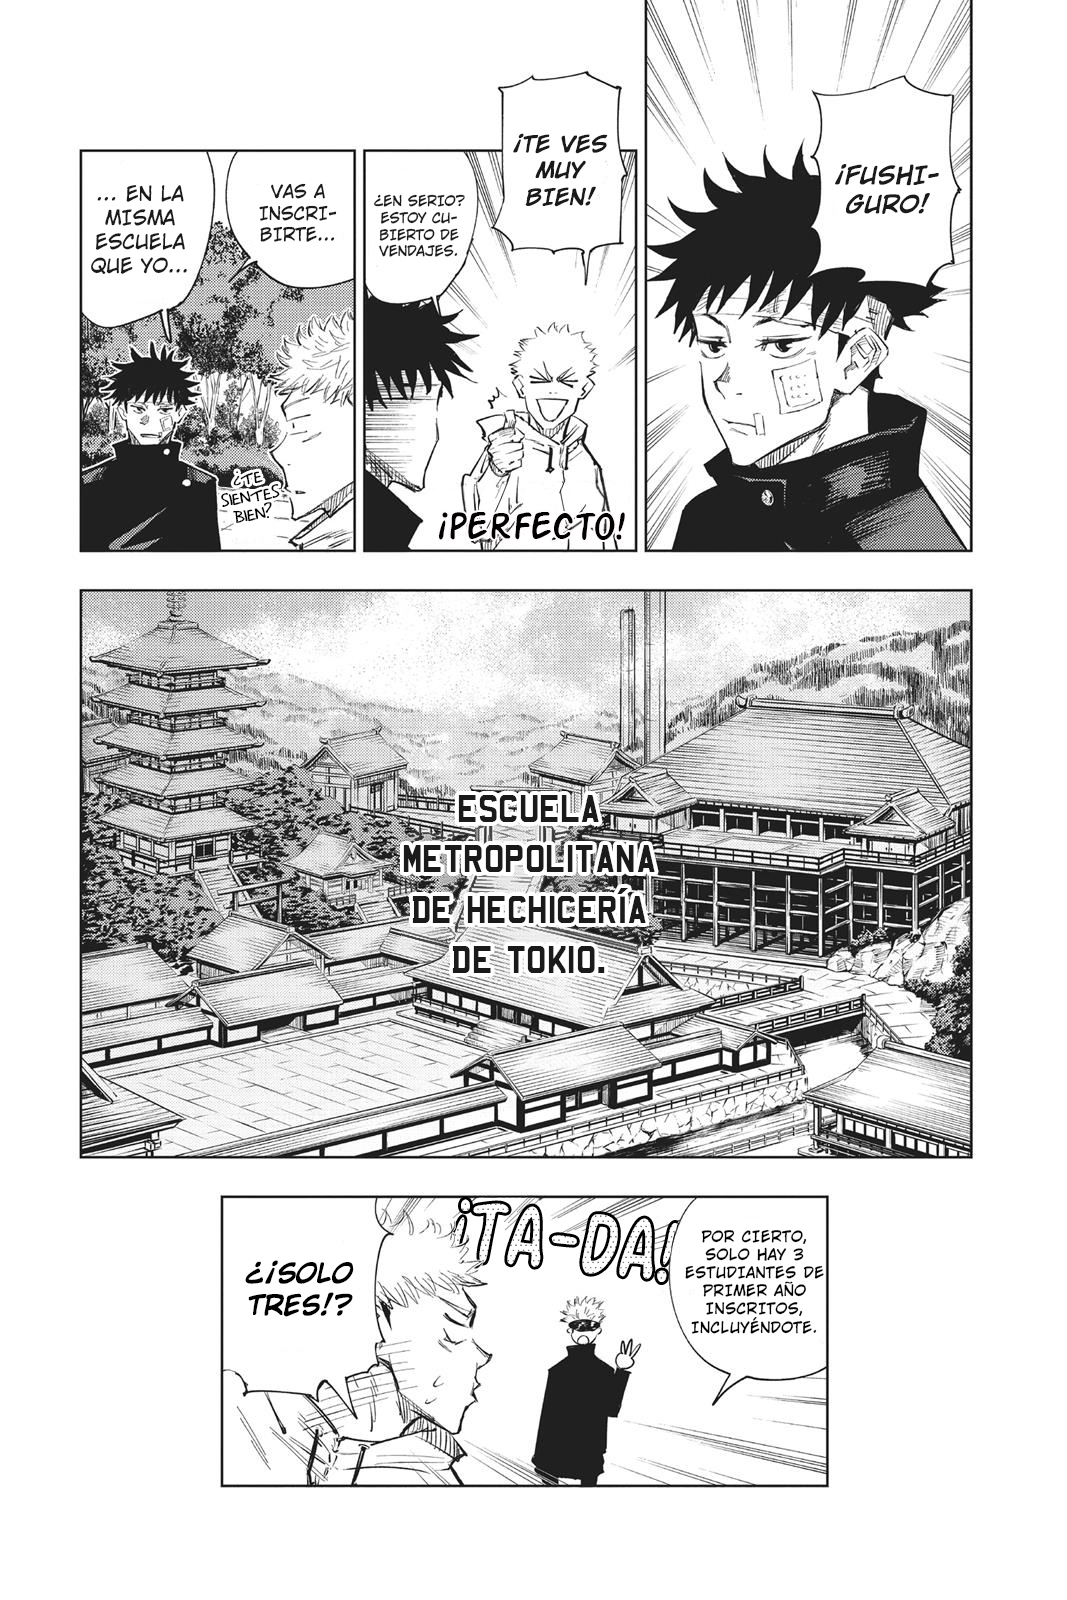 ¡FUSHI-
GURO!
¡TE VES
MUY
BIEN!
¿EN SERIO?
ESTOY CU-
BIERTO DE
VENDAJES.
¡PERFECTO!
VAS A
INSCRI-
BIRTE...
... EN LA
MISMA
ESCUELA
QUE YO...
¿TE
SIENTES
BIEN?
ESCUELA
METROPOLITANA
DE HECHICERÍA
DE TOKIO.
POR CIERTO,
SOLO HAY 3
ESTUDIANTES DE
PRIMER AÑO
INSCRITOS,
INCLUYÉNDOTE.
¡TA-DA!
¿¡SOLO
TRES!?